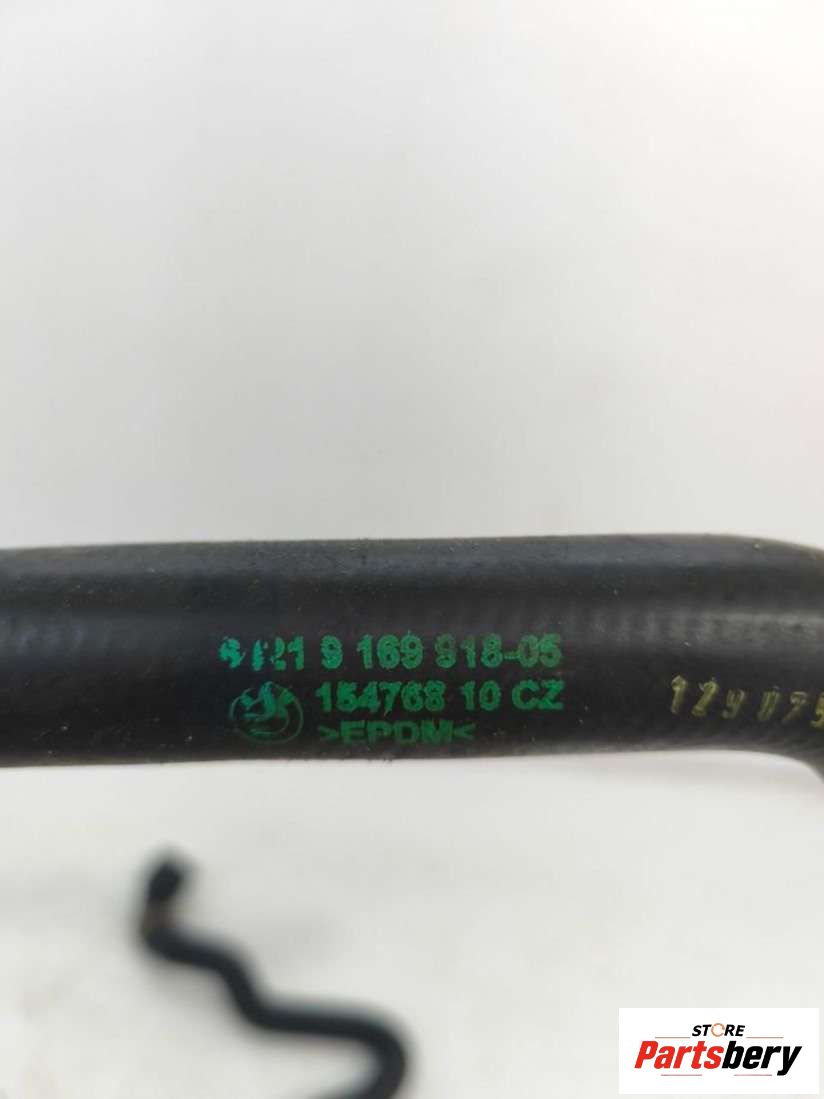 9 169 918-05
154768 10 CZ
>EPDM<
STORE
Partsbery